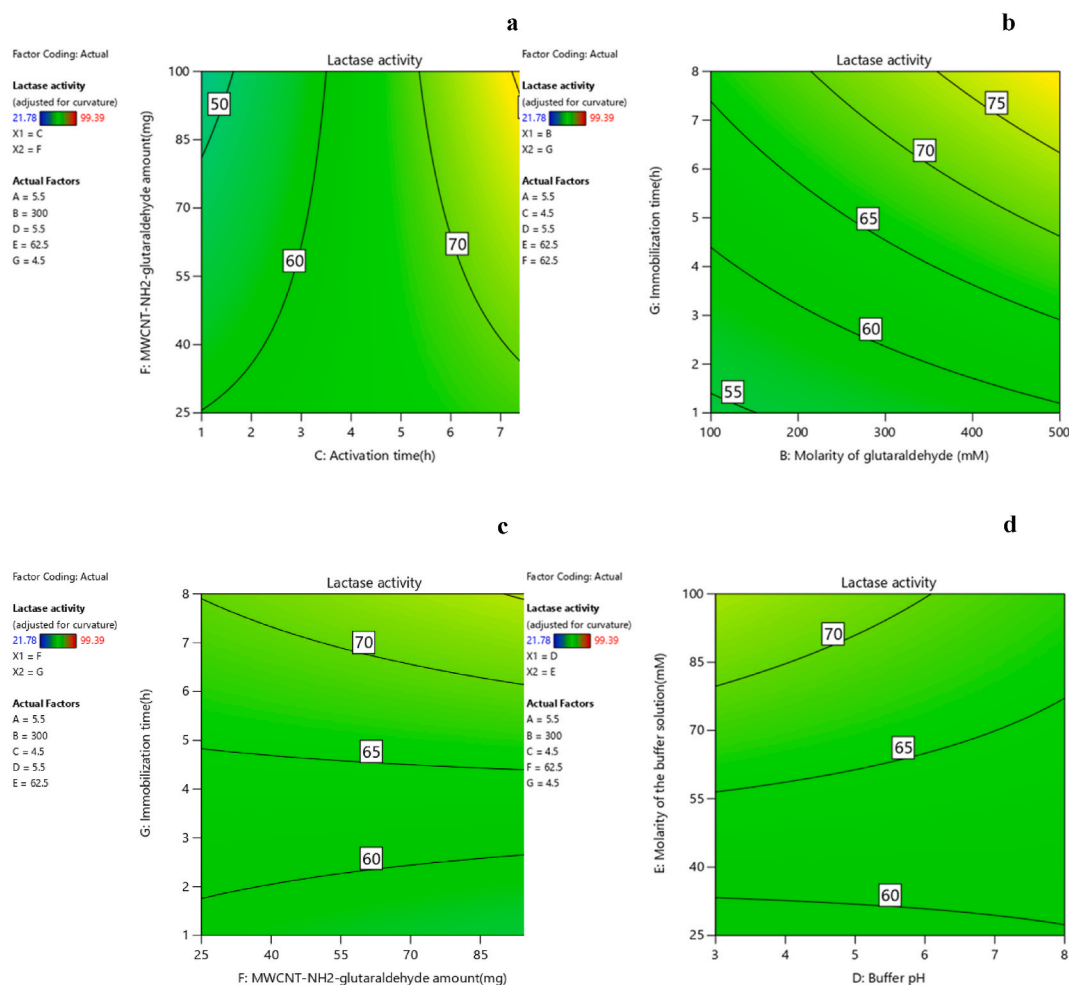 a
Factor Coding: Actual
Lactase activity
(adjusted for curvature)
21.78 99.39
X1 = C
X2 = F
Actual Factors
A = 5.5
B = 300
D = 5.5
E = 62.5
G = 4.5
Lactase activity
F: MWCNT-NH2-glutaraldehyde amount(mg)
100
85
70
55
40
25
50
60
70
1 2 3 4 5 6 7
C: Activation time(h)
b
Factor Coding: Actual
Lactase activity
(adjusted for curvature)
21.78 99.39
X1 = B
X2 = G
Actual Factors
A = 5.5
C = 4.5
D = 5.5
E = 62.5
F = 62.5
Lactase activity
G: Immobilization time(h)
8
7
6
5
4
3
2
1
75
70
65
60
55
100 200 300 400 500
B: Molarity of glutaraldehyde (mM)
c
Factor Coding: Actual
Lactase activity
(adjusted for curvature)
21.78 99.39
X1 = F
X2 = G
Actual Factors
A = 5.5
B = 300
C = 4.5
D = 5.5
E = 62.5
Lactase activity
G: Immobilization time(h)
8
7
6
5
4
3
2
1
70
65
60
25 40 55 70 85
F: MWCNT-NH2-glutaraldehyde amount(mg)
d
Factor Coding: Actual
Lactase activity
(adjusted for curvature)
21.78 99.39
X1 = D
X2 = E
Actual Factors
A = 5.5
B = 300
C = 4.5
F = 62.5
G = 4.5
Lactase activity
E: Molarity of the buffer solution(mM)
100
85
70
55
40
25
70
65
60
3 4 5 6 7 8
D: Buffer pH